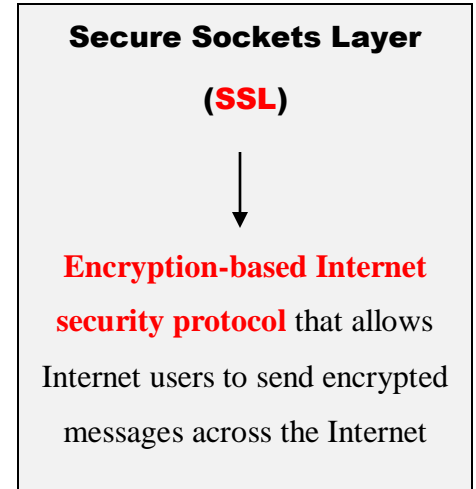 Secure Sockets Layer
(SSL)
Encryption-based Internet
security protocol that allows
Internet users to send encrypted
messages across the Internet